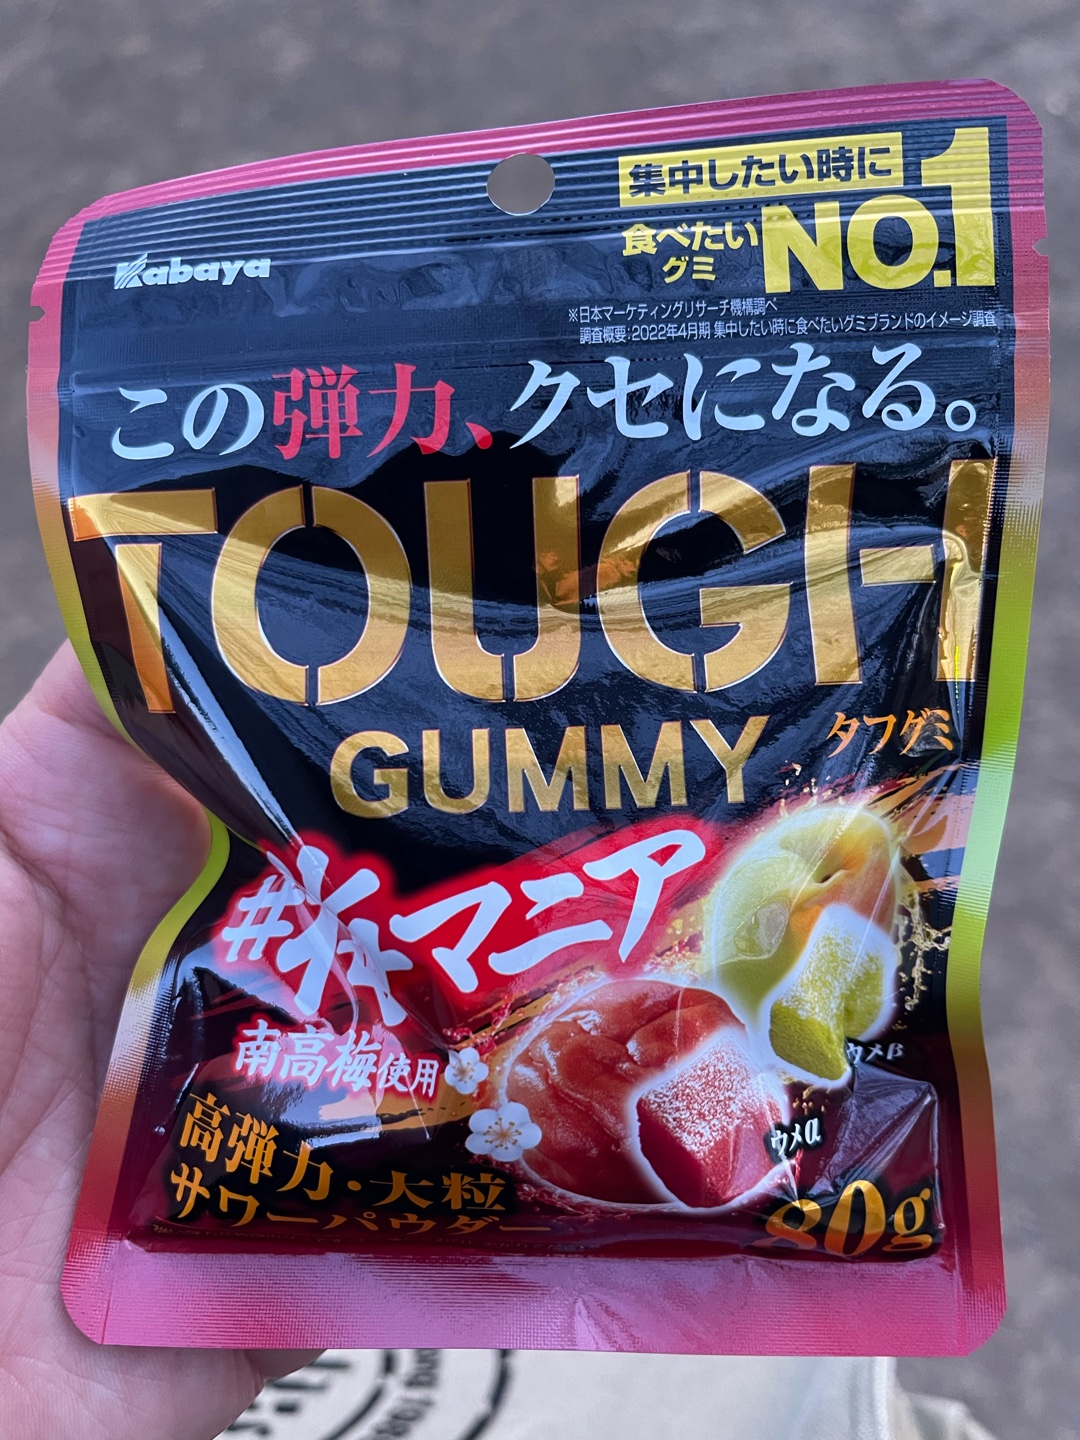 集中したい時に
食べたい
グミ
NO.1
Kabaya
※日本マーケティングリサーチ機構調べ
調査概要:2022年4月期 集中したい時に食べたいグミブランドのイメージ調査
この弾力、クセになる。
TOUGH
GUMMY
タフグミ
#梅マニア
南高梅使用
ウメβ
ウメα
高弾力・大粒
サワーパウダー
80g